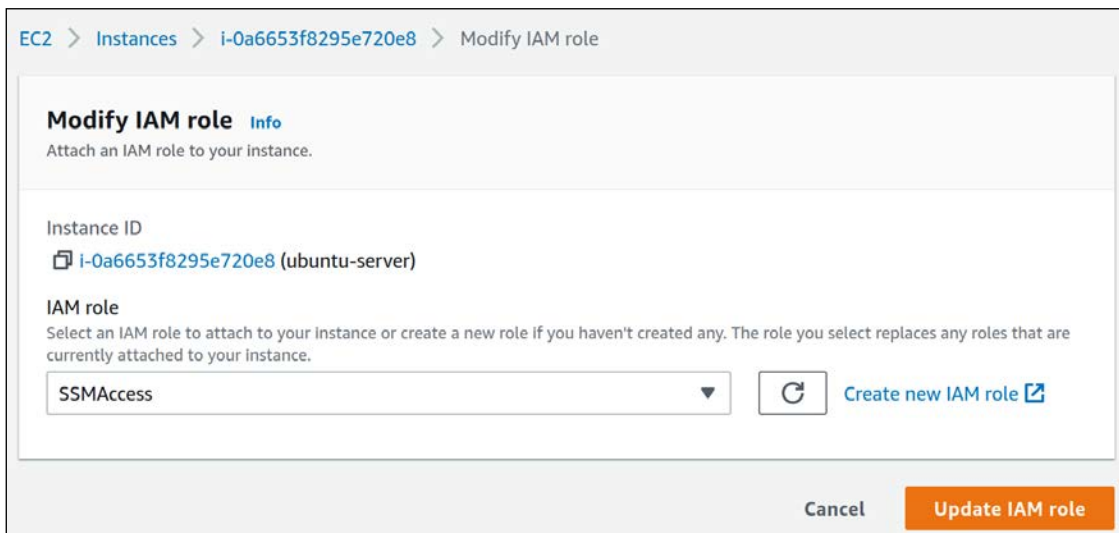 EC2 > Instances > i-0a6653f8295e720e8 > Modify IAM role
Modify IAM role Info
Attach an IAM role to your instance.
Instance ID
i-0a6653f8295e720e8 (ubuntu-server)
IAM role
Select an IAM role to attach to your instance or create a new role if you haven't created any. The role you select replaces any roles that are
currently attached to your instance.
SSMAccess
Create new IAM role
Cancel
Update IAM role